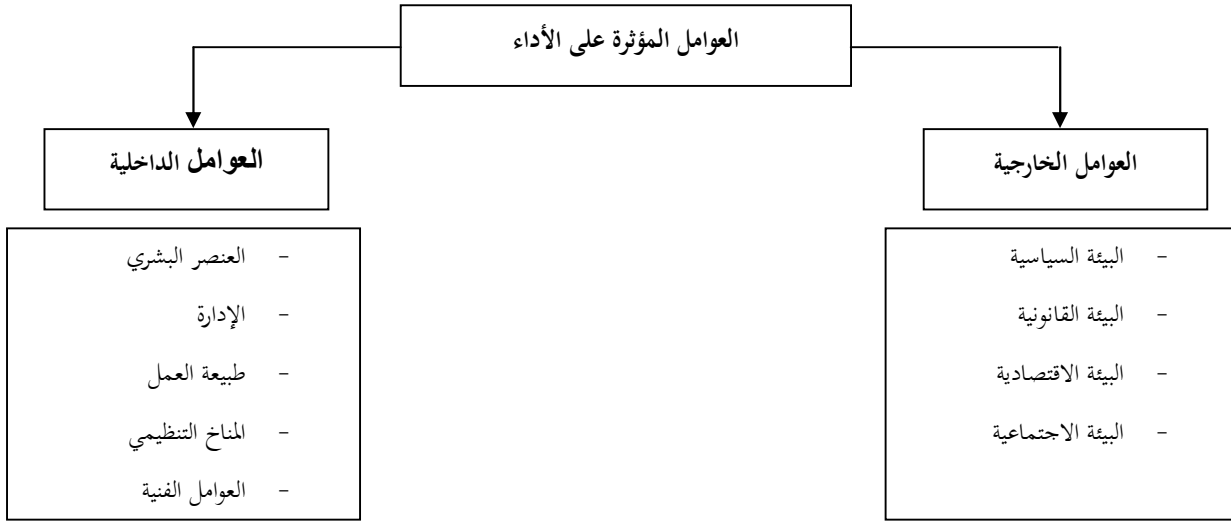 العوامل المؤثرة على الأداء
العوامل الخارجية
- البيئة السياسية
- البيئة القانونية
- البيئة الاقتصادية
- البيئة الاجتماعية
العوامل الداخلية
- العنصر البشري
- الإدارة
- طبيعة العمل
- المناخ التنظيمي
- العوامل الفنية